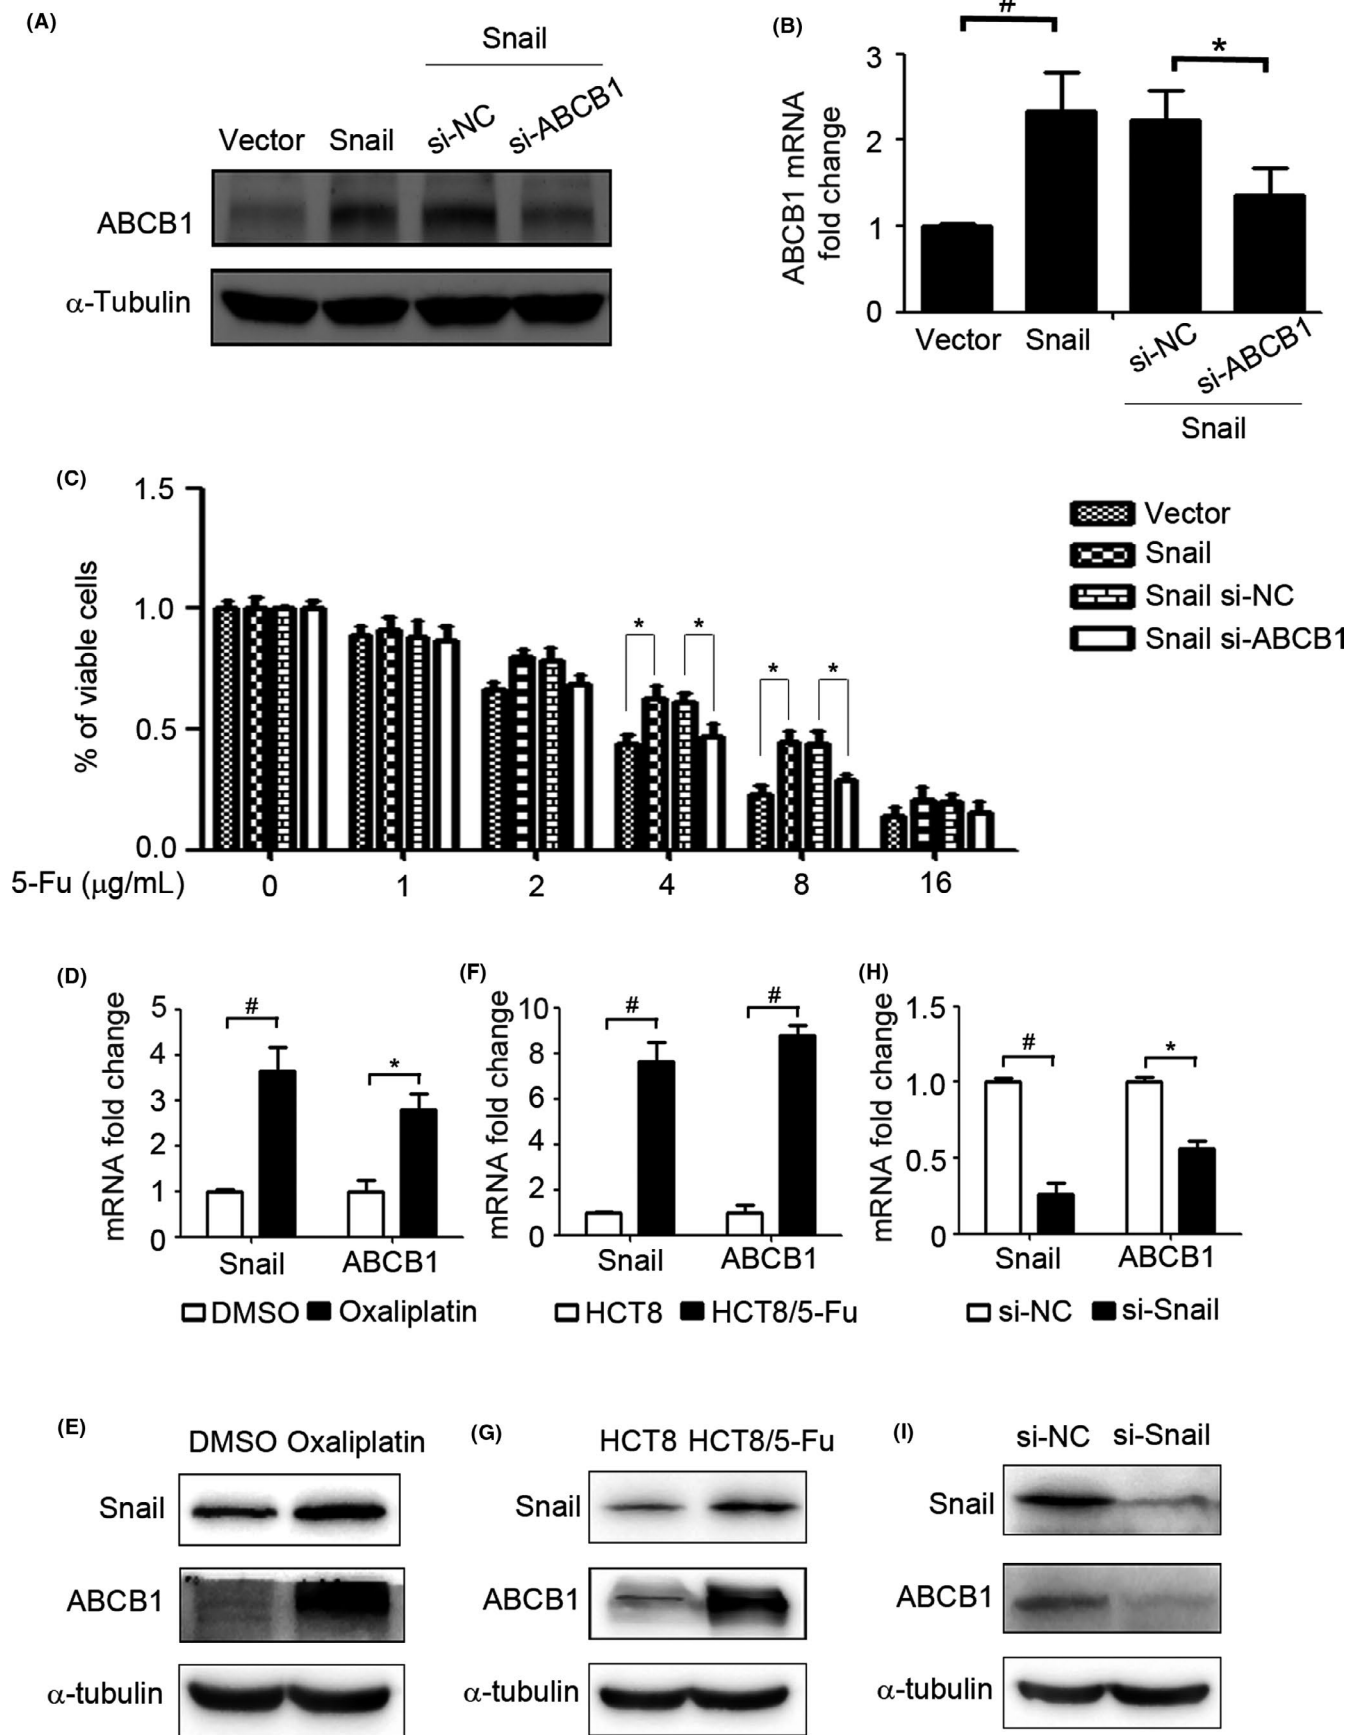 (A)
Snail
Vector Snail si-NC si-ABCB1
ABCB1
α-Tubulin
(B)
#
*
ABCB1 mRNA
fold change
3
2
1
0
Vector Snail si-NC si-ABCB1
Snail
(C)
% of viable cells
1.5
1.0
0.5
0.0
* *
* *
5-Fu (μg/mL) 0 1 2 4 8 16
Vector
Snail
Snail si-NC
Snail si-ABCB1
(D)
mRNA fold change
5
4
3
2
1
0
#
*
Snail ABCB1
DMSO Oxaliplatin
(F)
mRNA fold change
10
8
6
4
2
0
# #
Snail ABCB1
HCT8 HCT8/5-Fu
(H)
mRNA fold change
1.5
1.0
0.5
0
# *
Snail ABCB1
si-NC si-Snail
(E)
DMSO Oxaliplatin
Snail
ABCB1
α-tubulin
(G)
HCT8 HCT8/5-Fu
Snail
ABCB1
α-tubulin
(I)
si-NC si-Snail
Snail
ABCB1
α-tubulin